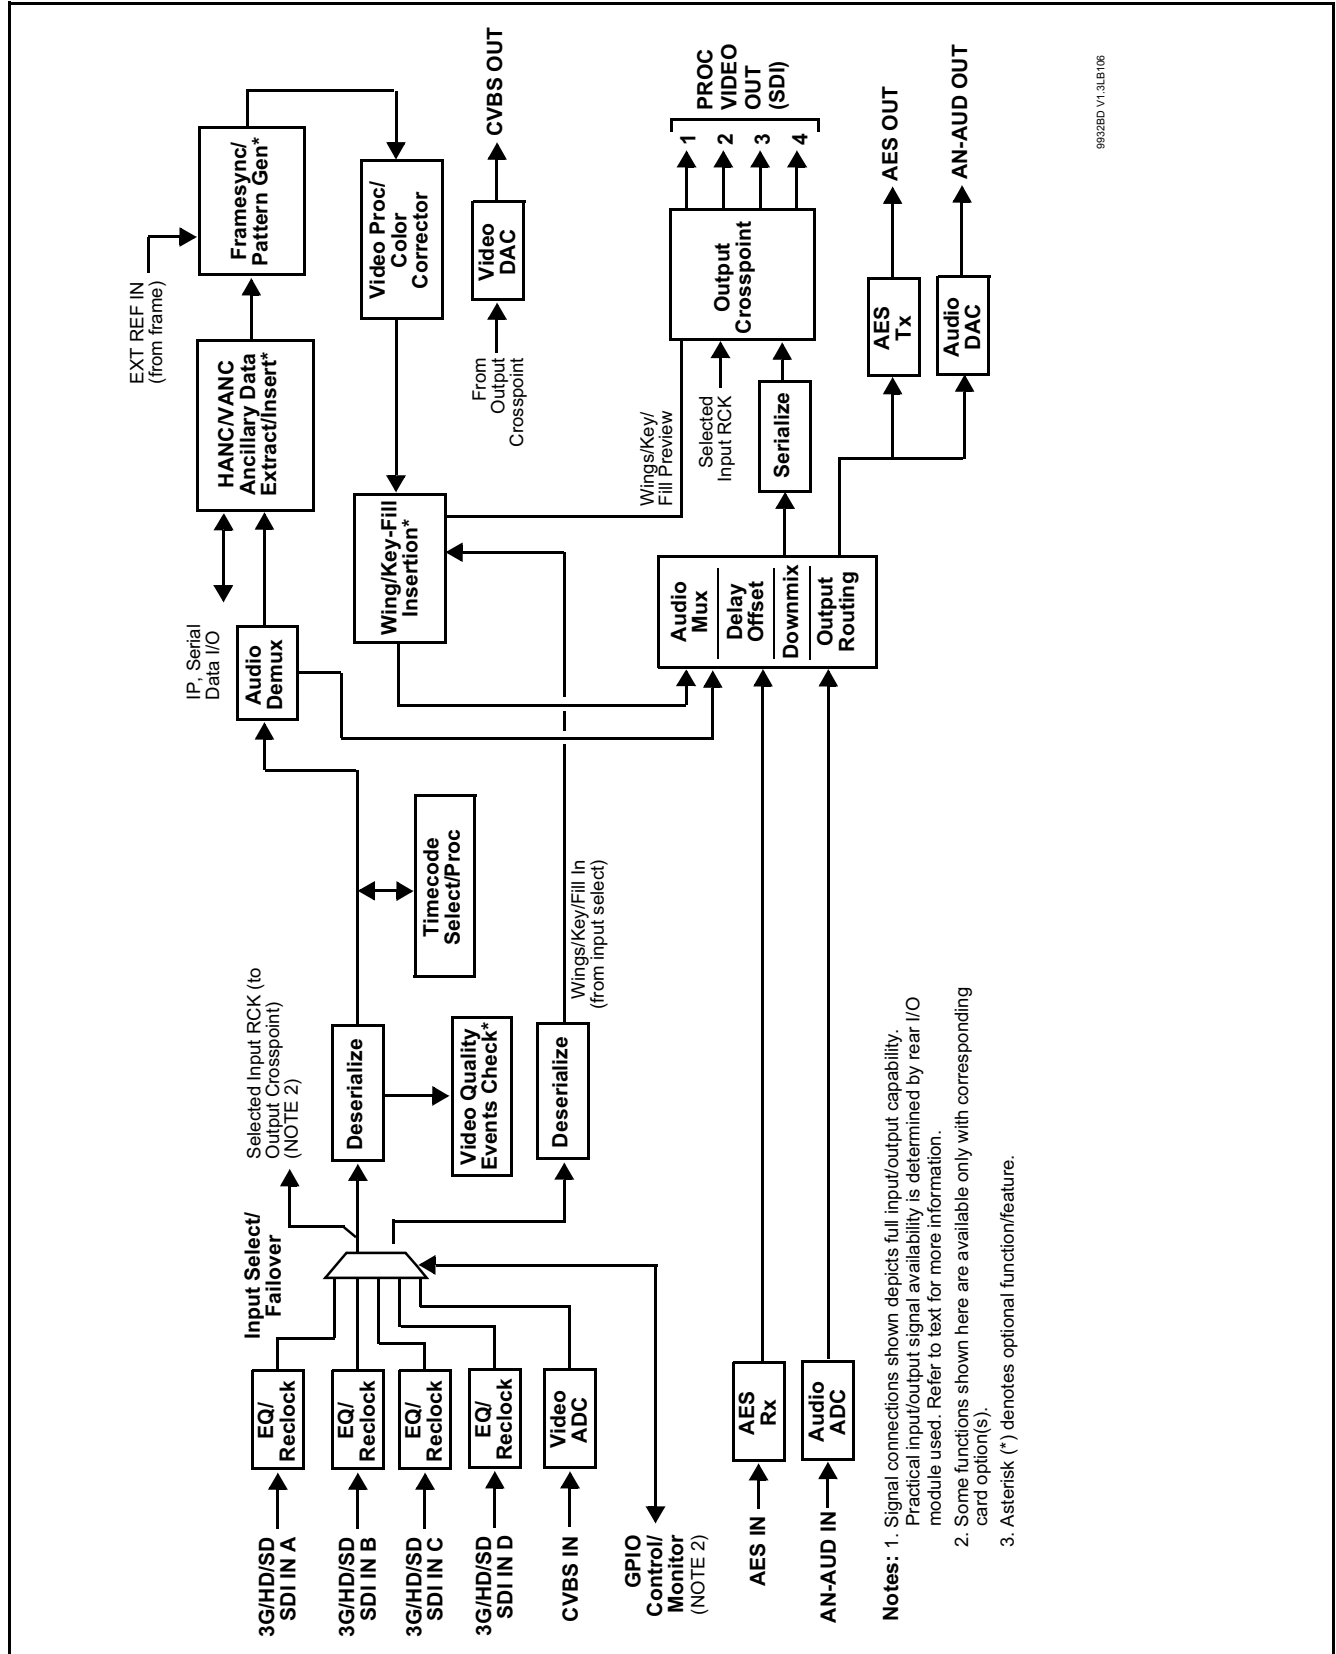 3G/HD/SD
SDI IN A
3G/HD/SD
SDI IN B
3G/HD/SD
SDI IN C
3G/HD/SD
SDI IN D
CVBS IN
GPIO
Control/
Monitor
(NOTE 2)
AES IN
AN-AUD IN
EQ/
Reclock
EQ/
Reclock
EQ/
Reclock
EQ/
Reclock
Video
ADC
AES
Rx
Audio
ADC
Input Select/
Failover
Selected Input RCK (to
Output Crosspoint)
(NOTE 2)
Deserialize
Video Quality
Events Check*
Deserialize
Timecode
Select/Proc
Wings/Key/Fill In
(from input select)
IP, Serial
Data I/O
Audio
Demux
HANC/VANC
Ancillary Data
Extract/Insert*
EXT REF IN
(from frame)
Framesync/
Pattern Gen*
Video Proc/
Color
Corrector
Wing/Key-Fill
Insertion*
From
Output
Crosspoint
Video
DAC
CVBS OUT
Audio
Mux
Delay
Offset
Downmix
Output
Routing
Wings/Key/
Fill Preview
Selected
Input RCK
Serialize
Output
Crosspoint
1
2
3
4
PROC
VIDEO
OUT
(SDI)
AES
Tx
Audio
DAC
AES OUT
AN-AUD OUT
Notes: 1. Signal connections shown depicts full input/output capability.
Practical input/output signal availability is determined by rear I/O
module used. Refer to text for more information.
2. Some functions shown here are available only with corresponding
card option(s).
3. Asterisk (*) denotes optional function/feature.
9932BD V1.3LB106